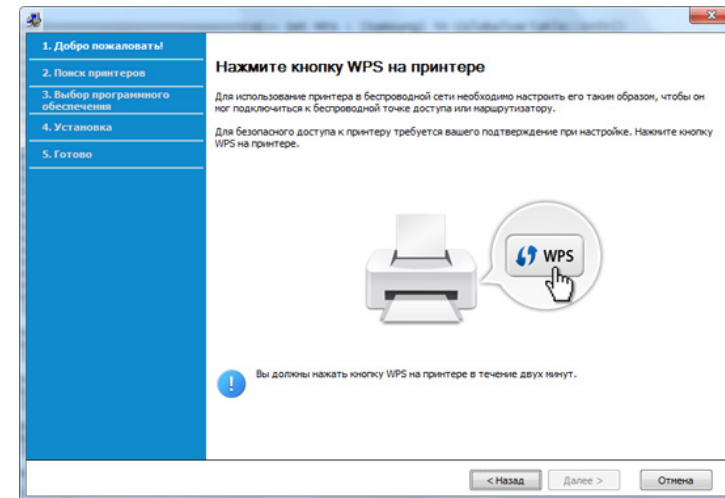 1. Добро пожаловать!
2. Поиск принтеров
3. Выбор программного
обеспечения
4. Установка
5. Готово
Нажмите кнопку WPS на принтере
Для использование принтера в беспроводной сети необходимо настроить его таким образом, чтобы он
мог подключиться к беспроводной точке доступа или маршрутизатору.
Для безопасного доступа к принтеру требуется вашего подтверждение при настройке. Нажмите кнопку
WPS на принтере.
WPS
Вы должны нажать кнопку WPS на принтере в течение двух минут.
< Назад
Далее >
Отмена